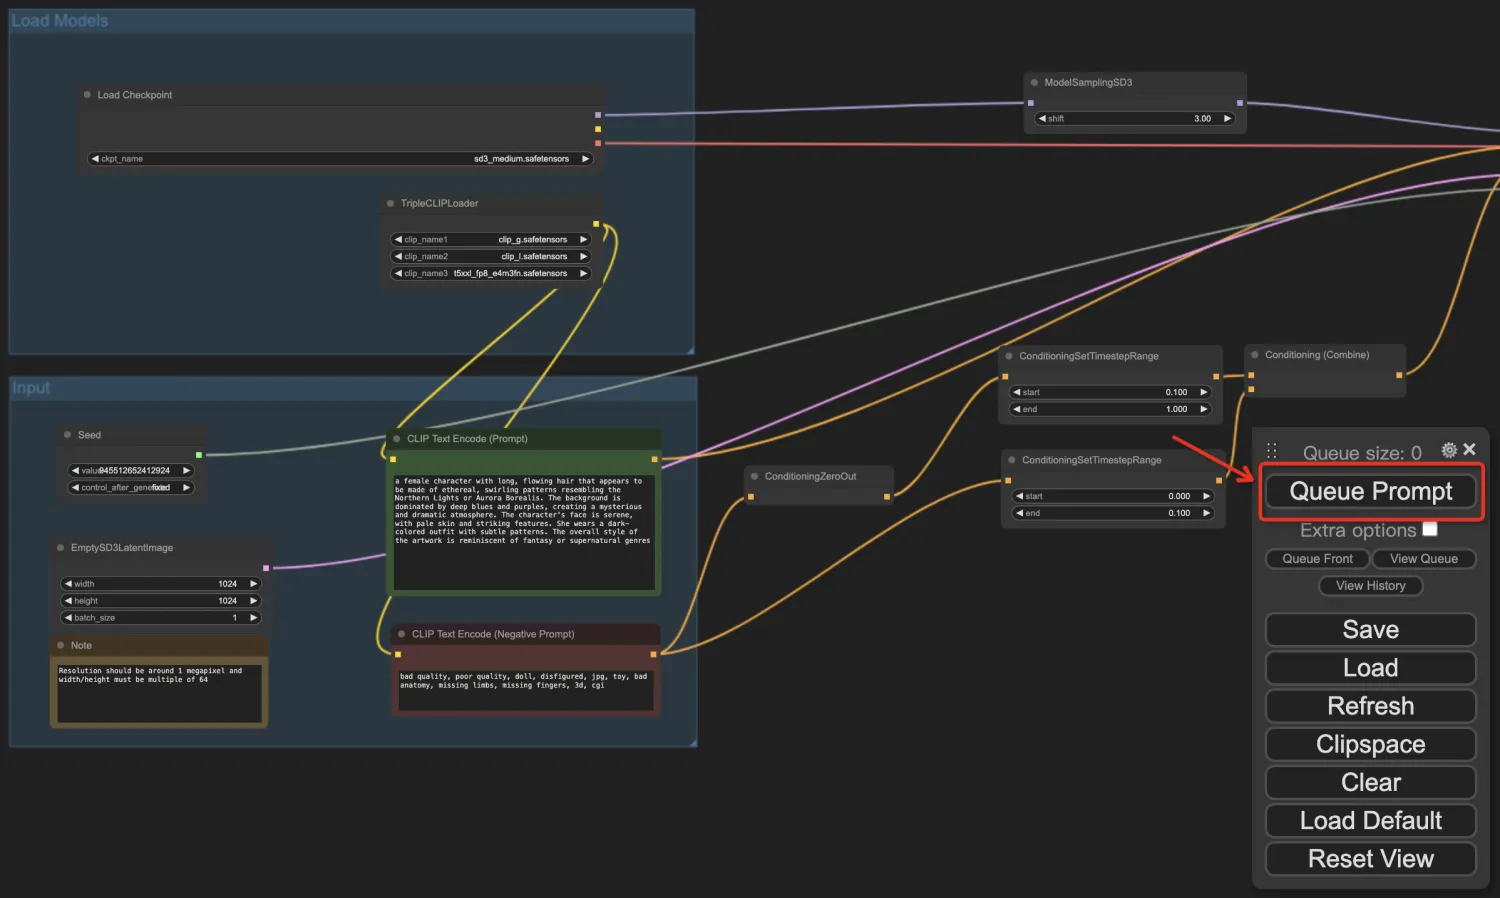 Load Models
Load Checkpoint
ckpt_name sd3_medium.safetensors
TripleCLIPLoader
clip_name1 clip_g.safetensors
clip_name2 clip_l.safetensors
clip_name3 t5xxl_fp8_e4m3fn.safetensors
ModelSamplingSD3
shift 3.00
Input
Seed
value 945512652412924
control_after_gene fixed
EmptySD3LatentImage
width 1024
height 1024
batch_size 1
Note
Resolution should be around 1 megapixel and
width/height must be multiple of 64
CLIP Text Encode (Prompt)
a female character with long, flowing hair that appears to
be made of ethereal, swirling patterns resembling the
Northern Lights or Aurora Borealis. The background is
dominated by deep blues and purples, creating a mysterious
and dramatic atmosphere. The character's face is serene,
with pale skin and striking features. She wears a dark-
colored outfit with subtle patterns. The overall style of
the artwork is reminiscent of fantasy or supernatural genres
CLIP Text Encode (Negative Prompt)
bad quality, poor quality, doll, disfigured, jpg, toy, bad
anatomy, missing limbs, missing fingers, 3d, cgi
ConditioningZeroOut
ConditioningSetTimestepRange
start 0.100
end 1.000
ConditioningSetTimestepRange
start 0.000
end 0.100
Conditioning (Combine)
Queue size: 0
Queue Prompt
Extra options
Queue Front View Queue
View History
Save
Load
Refresh
Clipspace
Clear
Load Default
Reset View